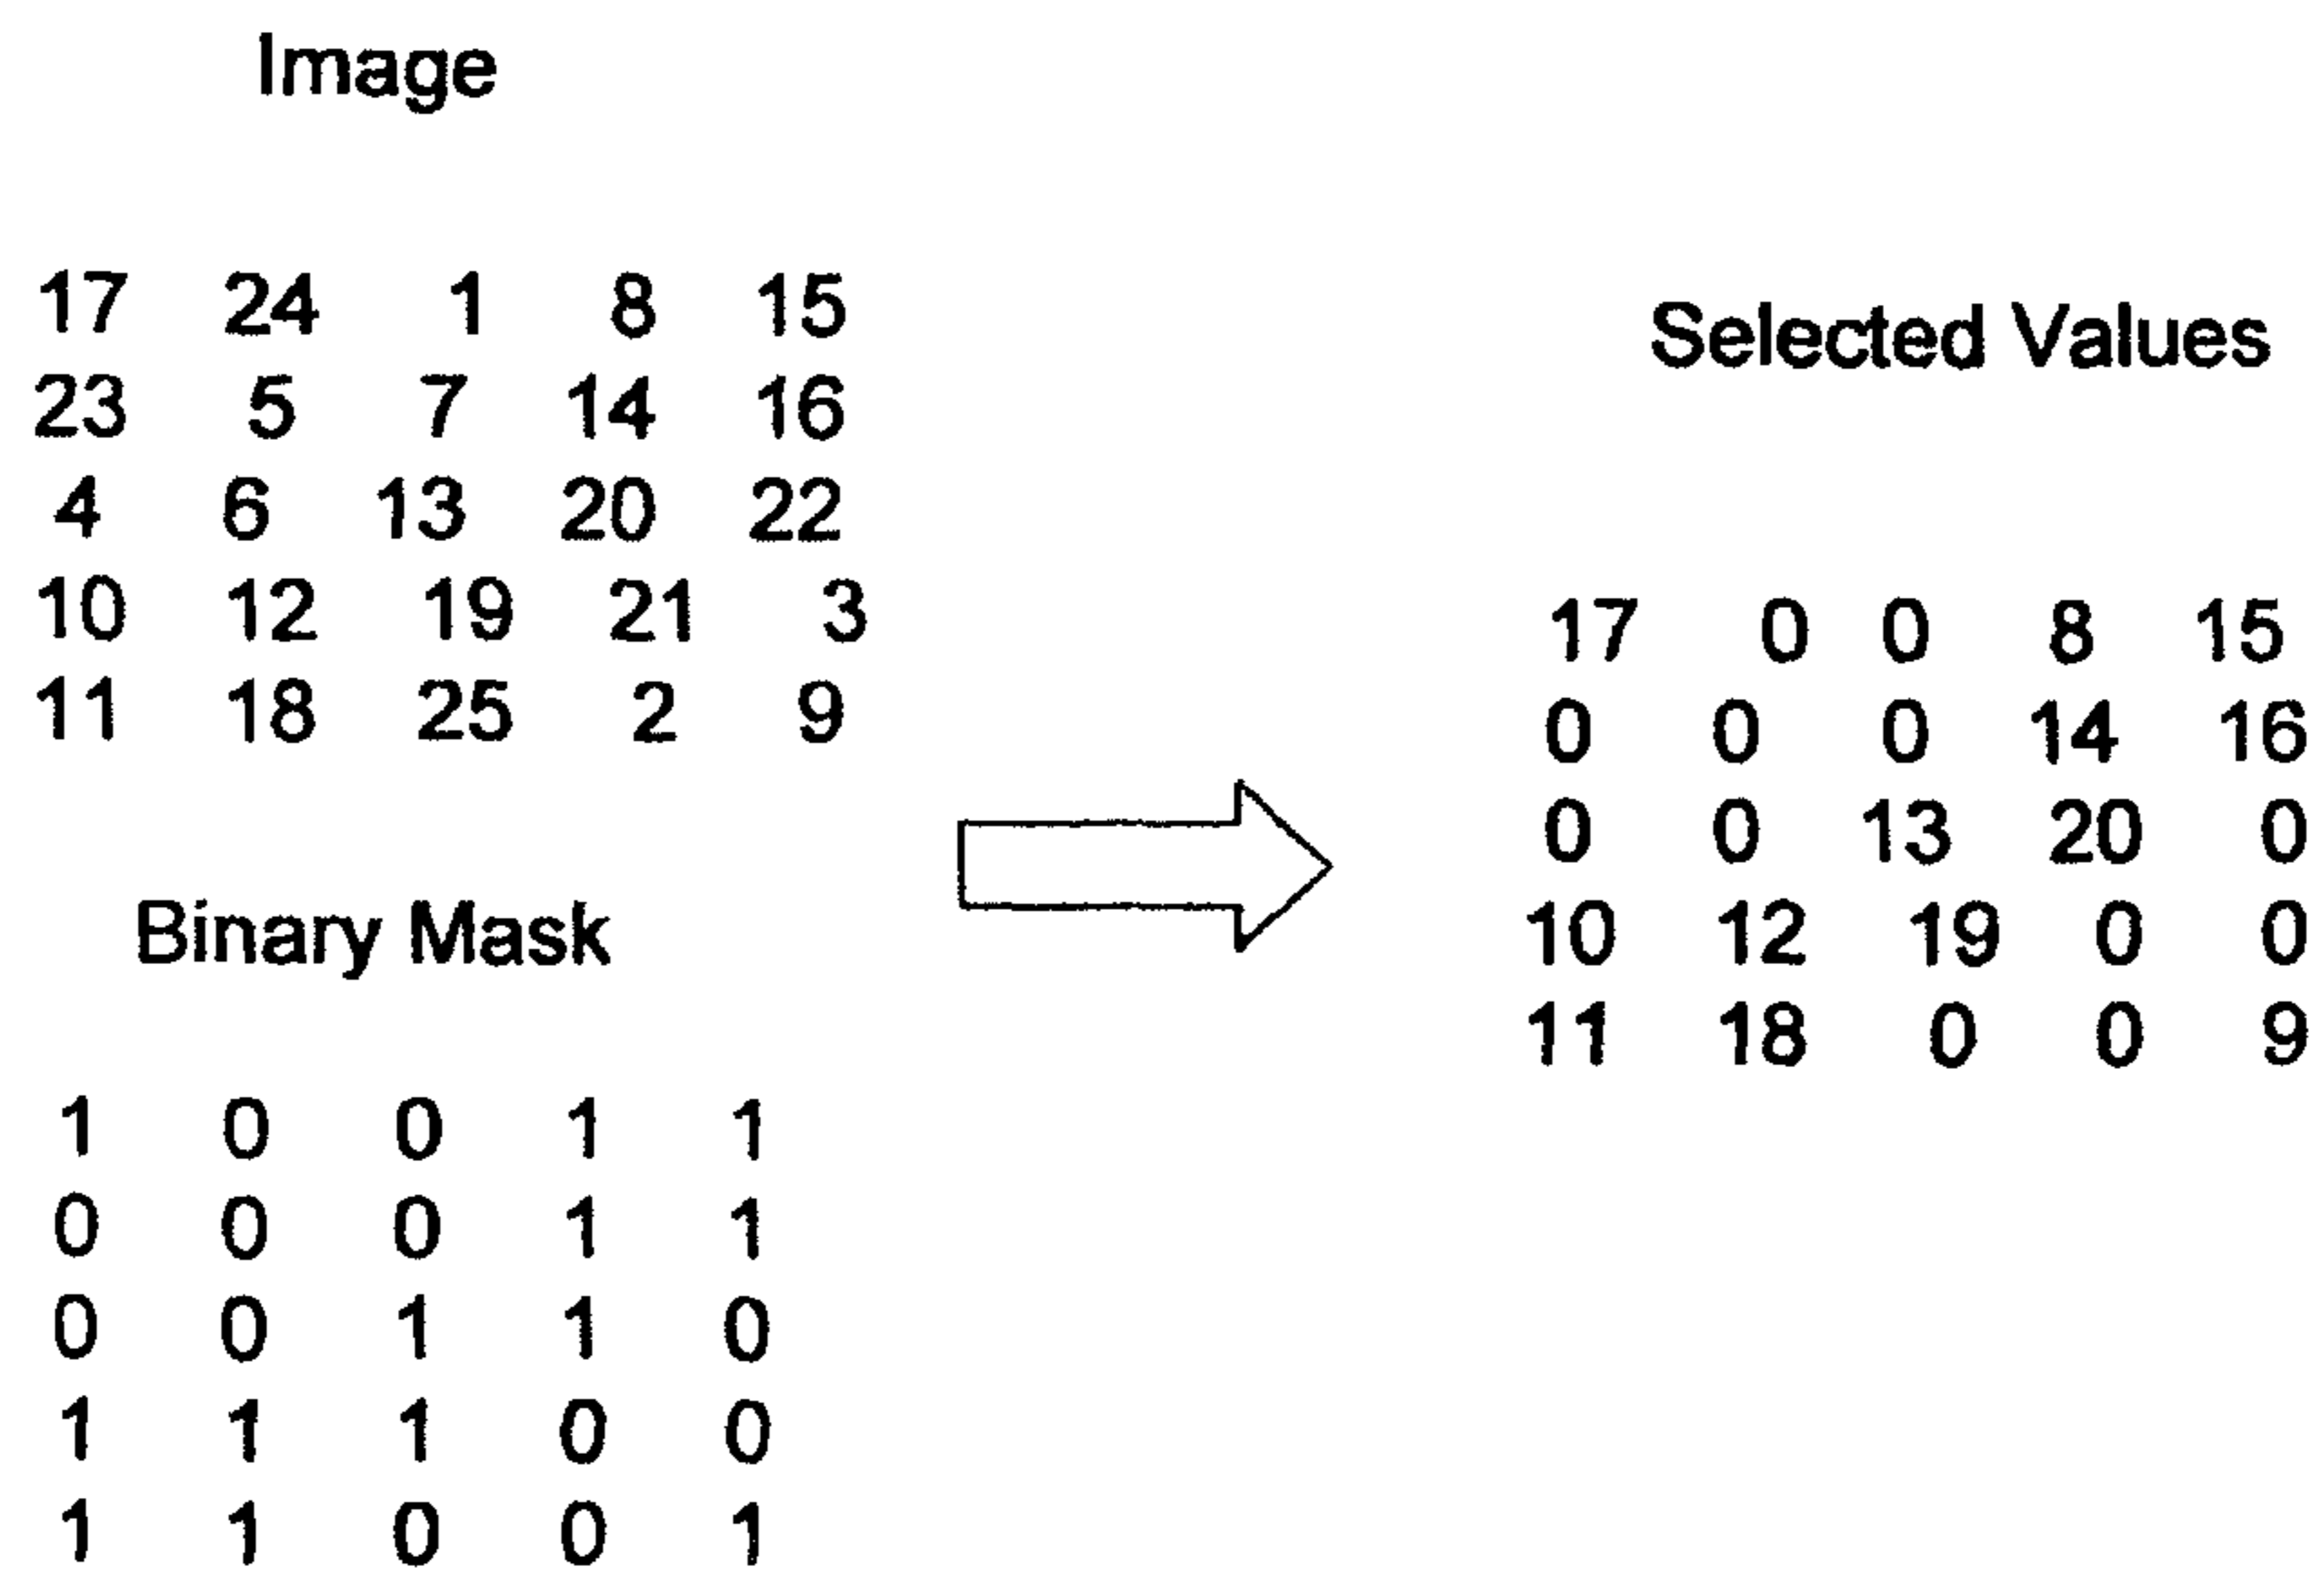 Image
17 24 1 8 15
23 5 7 14 16
4 6 13 20 22
10 12 19 21 3
11 18 25 2 9
Binary Mask
1 0 0 1 1
0 0 0 1 1
0 0 1 1 0
1 1 1 0 0
1 1 0 0 1
Selected Values
17 0 0 8 15
0 0 0 14 16
0 0 13 20 0
10 12 19 0 0
11 18 0 0 9